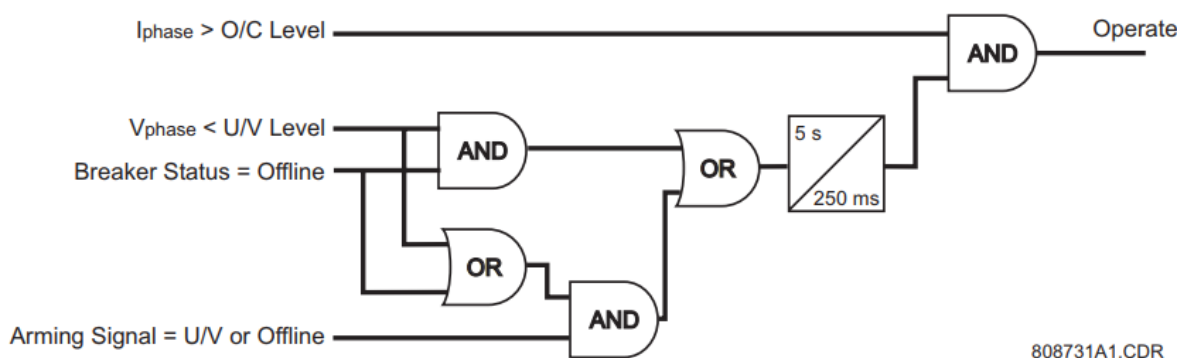 Iphase > O/C Level
Operate
AND
Vphase < U/V Level
Breaker Status = Offline
AND
OR
5 s
250 ms
OR
AND
Arming Signal = U/V or Offline
808731A1.CDR